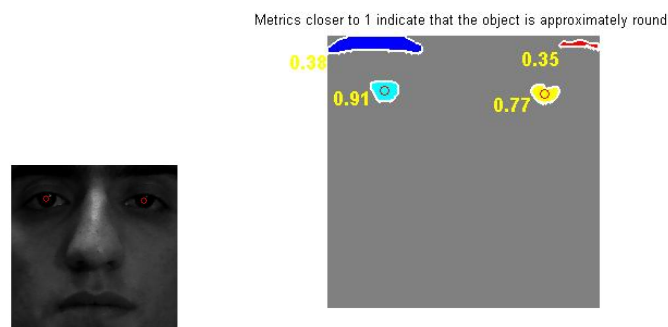 Metrics closer to 1 indicate that the object is approximately round
0.38
0.35
0.91
0.77